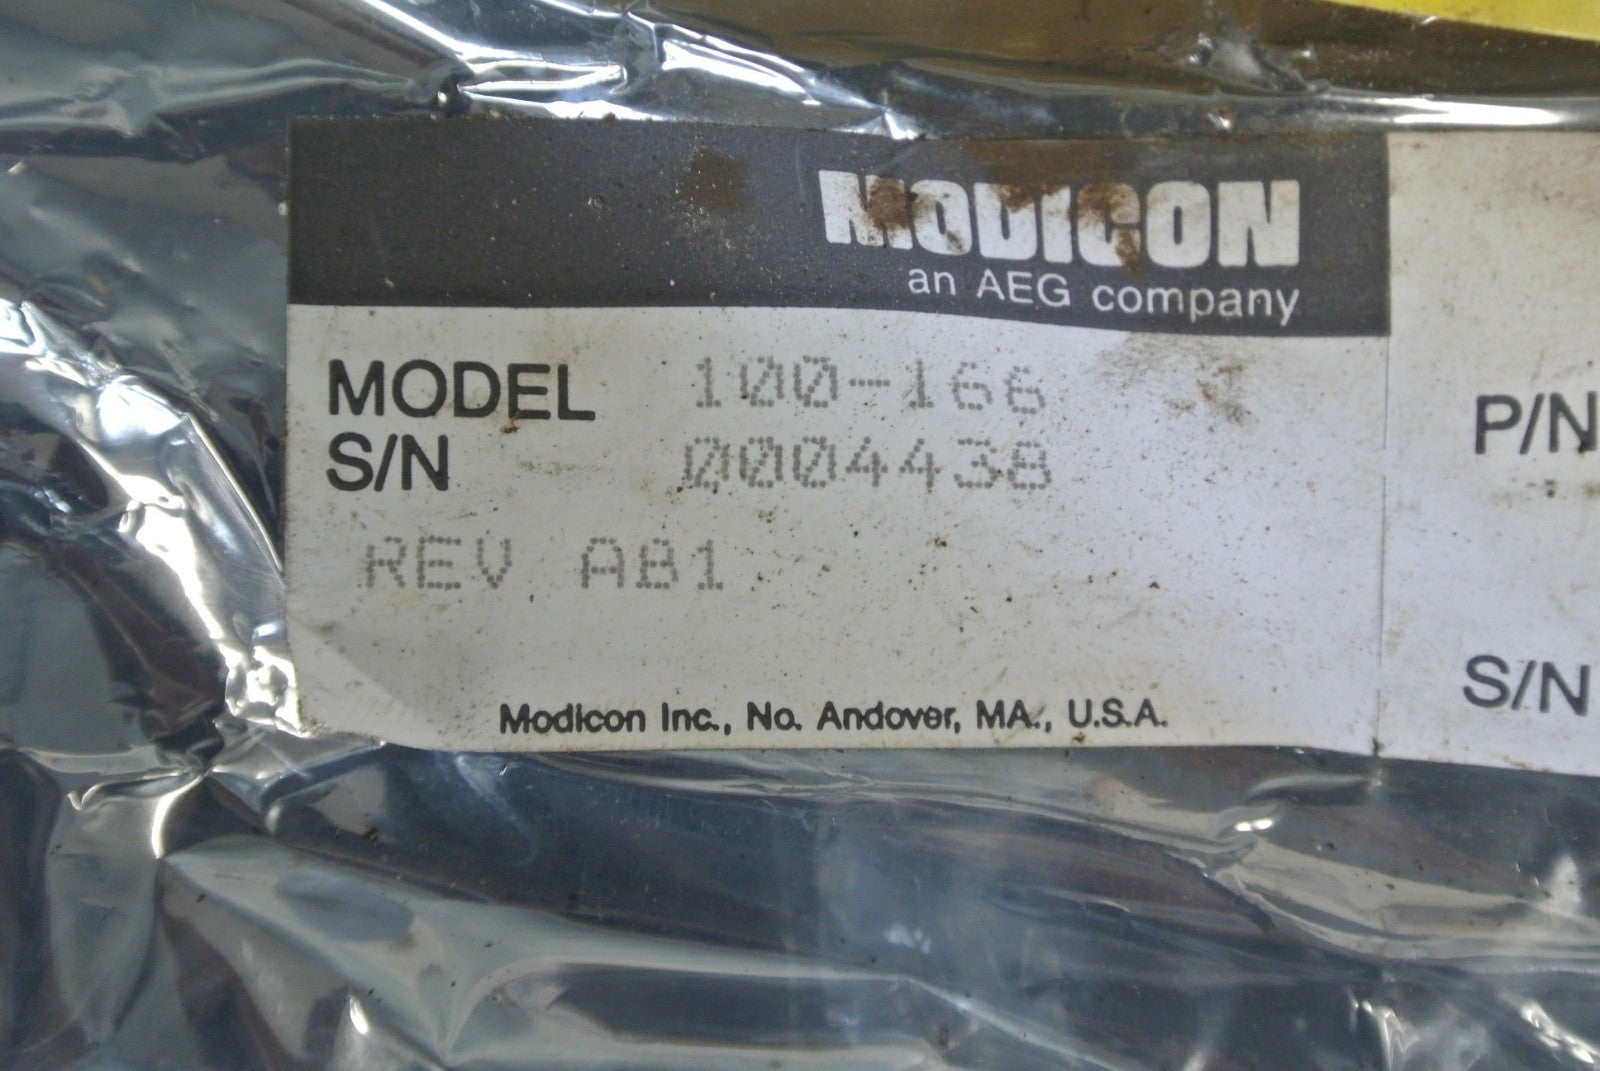 MODICON
an AEG company
MODEL 100-166
S/N 0004438
REV AB1
Modicon Inc., No. Andover, MA., U.S.A.
P/N
S/N